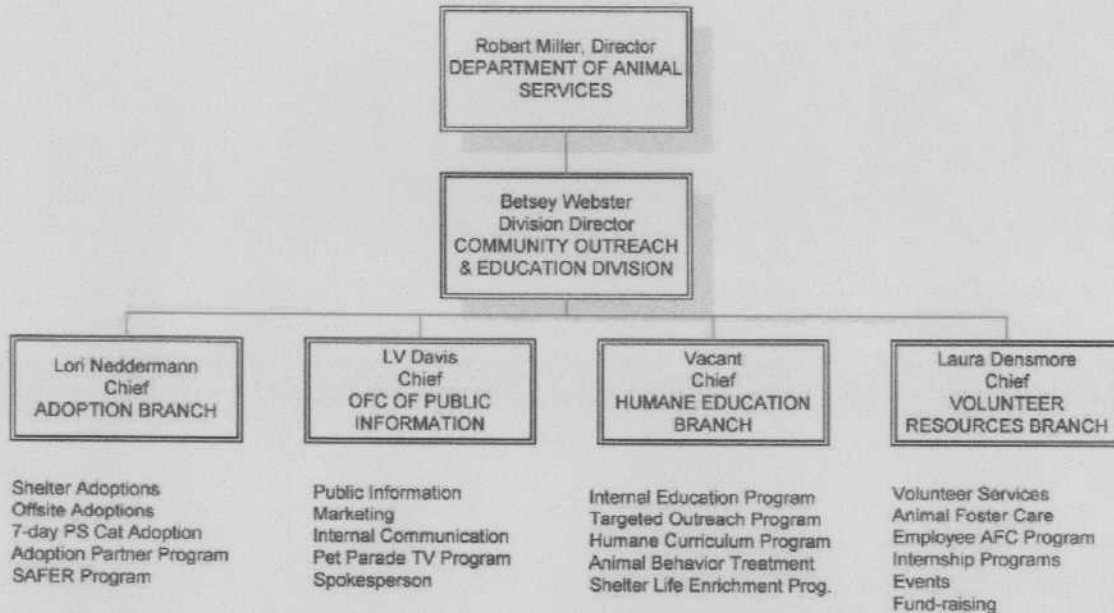 Robert Miller, Director
DEPARTMENT OF ANIMAL
SERVICES
Betsey Webster
Division Director
COMMUNITY OUTREACH
& EDUCATION DIVISION
Lori Neddermann
Chief
ADOPTION BRANCH
LV Davis
Chief
OFC OF PUBLIC
INFORMATION
Vacant
Chief
HUMANE EDUCATION
BRANCH
Laura Densmore
Chief
VOLUNTEER
RESOURCES BRANCH
Shelter Adoptions
Offsite Adoptions
7-day PS Cat Adoption
Adoption Partner Program
SAFER Program
Public Information
Marketing
Internal Communication
Pet Parade TV Program
Spokesperson
Internal Education Program
Targeted Outreach Program
Humane Curriculum Program
Animal Behavior Treatment
Shelter Life Enrichment Prog.
Volunteer Services
Animal Foster Care
Employee AFC Program
Internship Programs
Events
Fund-raising